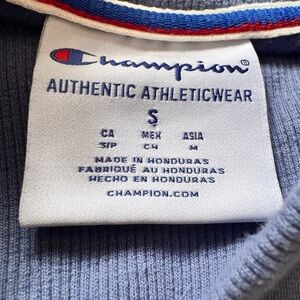 Champion®
AUTHENTIC ATHLETICWEAR
S
CA MEX ASIA
S/P CH M
MADE IN HONDURAS
FABRIQUÉ AU HONDURAS
HECHO EN HONDURAS
CHAMPION.COM